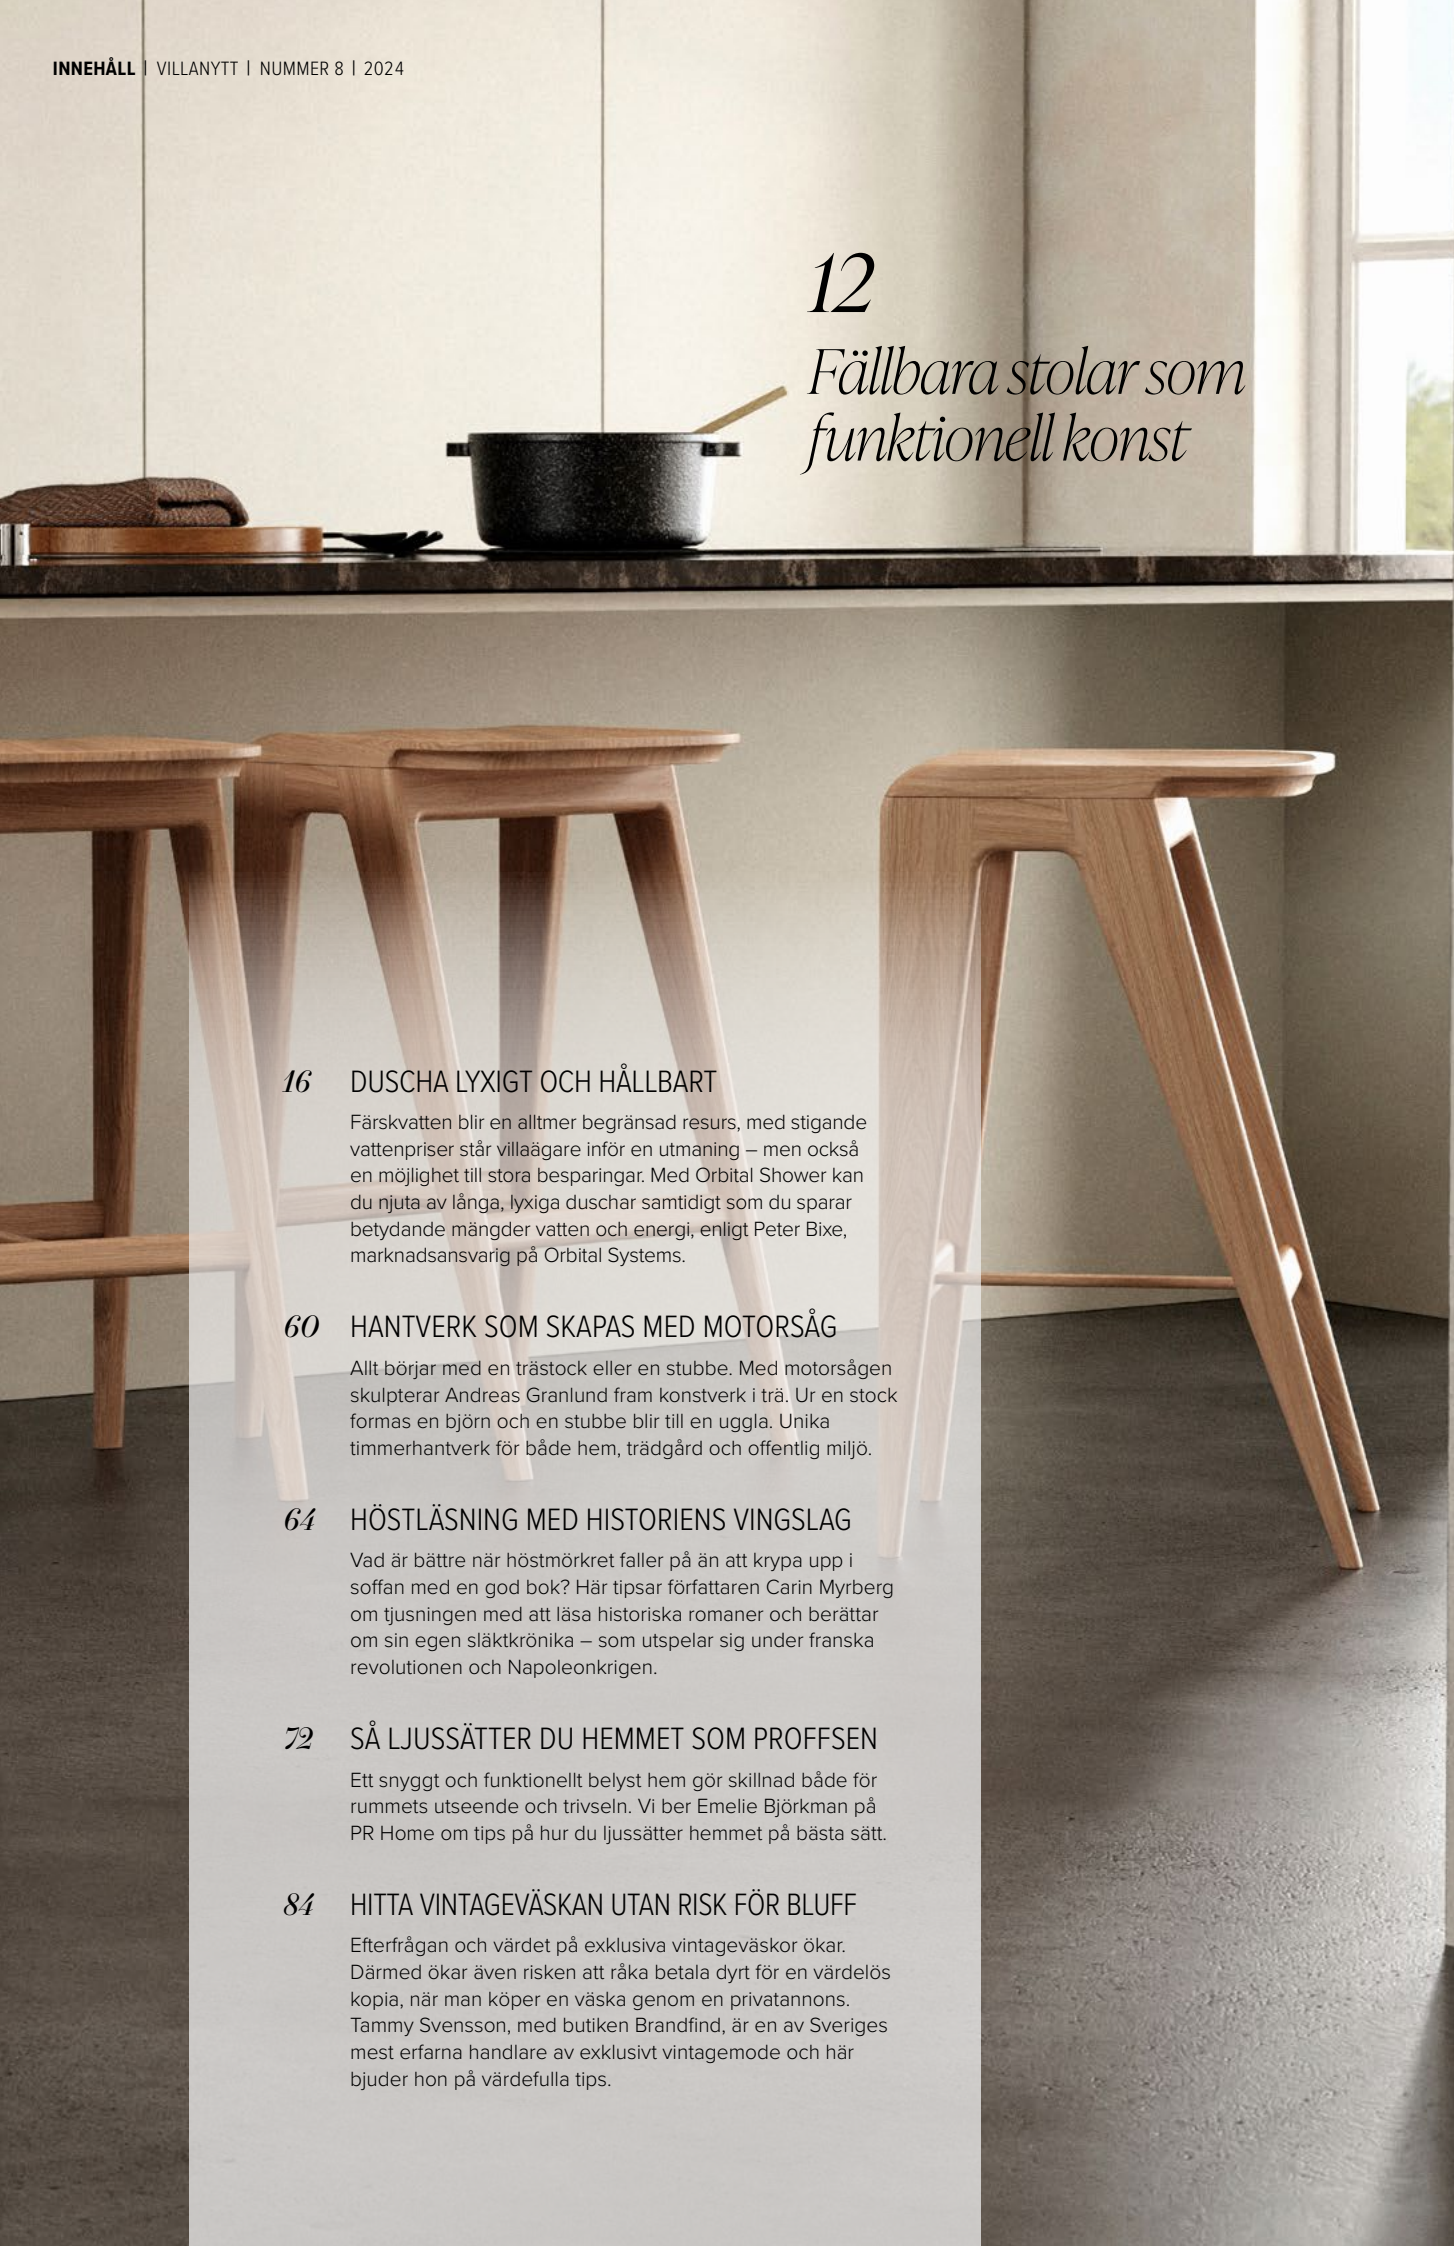 INNEHÅLL | VILLANYTT | NUMMER 8 | 2024
12
Fällbara stolar som
funktionell konst
16 DUSCHA LYXIGT OCH HÅLLBART
Färskvatten blir en alltmer begränsad resurs, med stigande
vattenpriser står villaägare inför en utmaning – men också
en möjlighet till stora besparingar. Med Orbital Shower kan
du njuta av långa, lyxiga duschar samtidigt som du sparar
betydande mängder vatten och energi, enligt Peter Bixe,
marknadsansvarig på Orbital Systems.
60 HANTVERK SOM SKAPAS MED MOTORSÅG
Allt börjar med en trästock eller en stubbe. Med motorsågen
skulpterar Andreas Granlund fram konstverk i trä. Ur en stock
formas en björn och en stubbe blir till en uggla. Unika
timmerhantverk för både hem, trädgård och offentlig miljö.
64 HÖSTLÄSNING MED HISTORIENS VINGSLAG
Vad är bättre när höstmörkret faller på än att krypa upp i
soffan med en god bok? Här tipsar författaren Carin Myrberg
om tjusningen med att läsa historiska romaner och berättar
om sin egen släktkrönika – som utspelar sig under franska
revolutionen och Napoleonkrigen.
72 SÅ LJUSSÄTTER DU HEMMET SOM PROFFSEN
Ett snyggt och funktionellt belyst hem gör skillnad både för
rummets utseende och trivseln. Vi ber Emelie Björkman på
PR Home om tips på hur du ljussätter hemmet på bästa sätt.
84 HITTA VINTAGEVÄSKAN UTAN RISK FÖR BLUFF
Efterfrågan och värdet på exklusiva vintageväskor ökar.
Därmed ökar även risken att råka betala dyrt för en värdelös
kopia, när man köper en väska genom en privatannons.
Tammy Svensson, med butiken Brandfind, är en av Sveriges
mest erfarna handlare av exklusivt vintagemode och här
bjuder hon på värdefulla tips.